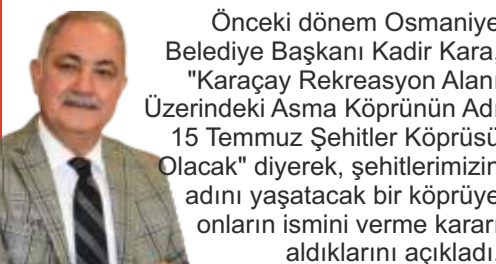 Önceki dönem Osmaniye
Belediye Başkanı Kadir Kara,
"Karaçay Rekreasyon Alanı
Üzerindeki Asma Köprünün Adı
15 Temmuz Şehitler Köprüsü
Olacak" diyerek, şehitlerimizin
adını yaşatacak bir köprüye
onların ismini verme kararı
aldıklarını açıkladı.